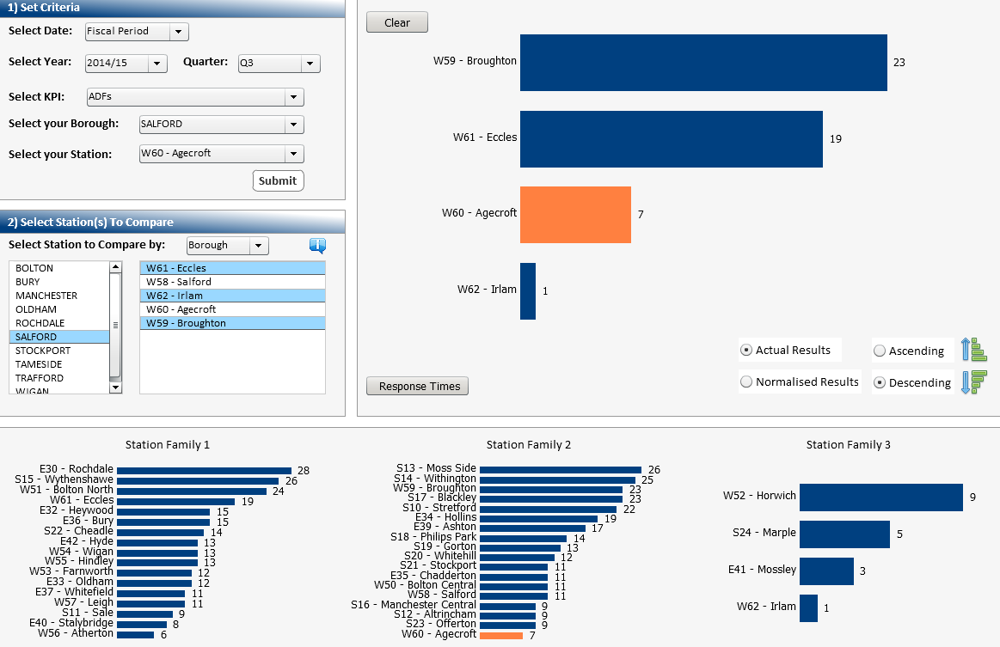 1) Set Criteria
Select Date: Fiscal Period
Select Year: 2014/15 Quarter: Q3
Select KPI: ADFs
Select your Borough: SALFORD
Select your Station: W60 - Agecroft
Submit
2) Select Station(s) To Compare
Select Station to Compare by: Borough
BOLTON
BURY
MANCHESTER
OLDHAM
ROCHDALE
SALFORD
STOCKPORT
TAMESIDE
TRAFFORD
WIGAN
W61 - Eccles
W58 - Salford
W62 - Irlam
W60 - Agecroft
W59 - Broughton
Clear
W59 - Broughton 23
W61 - Eccles 19
W60 - Agecroft 7
W62 - Irlam 1
Actual Results Ascending
Normalised Results Descending
Response Times
Station Family 1
E30 - Rochdale 28
S15 - Wythenshawe 26
W51 - Bolton North 24
W61 - Eccles 19
E32 - Heywood 15
E36 - Bury 15
S22 - Cheadle 14
E42 - Hyde 13
W54 - Wigan 13
W55 - Hindley 13
W53 - Farnworth 12
E33 - Oldham 12
E37 - Whitefield 11
W57 - Leigh 11
S11 - Sale 9
E40 - Stalybridge 8
W56 - Atherton 6
Station Family 2
S13 - Moss Side 26
S14 - Withington 25
W59 - Broughton 23
S17 - Blackley 23
S10 - Stretford 22
E34 - Hollins 19
E39 - Ashton 17
S18 - Philips Park 14
S19 - Gorton 13
S20 - Whitehill 12
S21 - Stockport 11
E35 - Chadderton 11
W50 - Bolton Central 11
W58 - Salford 11
S16 - Manchester Central 9
S12 - Altrincham 9
S23 - Offerton 9
W60 - Agecroft 7
Station Family 3
W52 - Horwich 9
S24 - Marple 5
E41 - Mossley 3
W62 - Irlam 1